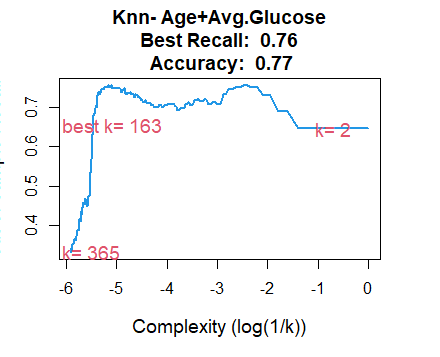 Knn- Age+Avg.Glucose
Best Recall: 0.76
Accuracy: 0.77
0.7
0.6
0.5
0.4
best k= 163
k= 2
k= 365
-6 -5 -4 -3 -2 -1 0
Complexity (log(1/k))